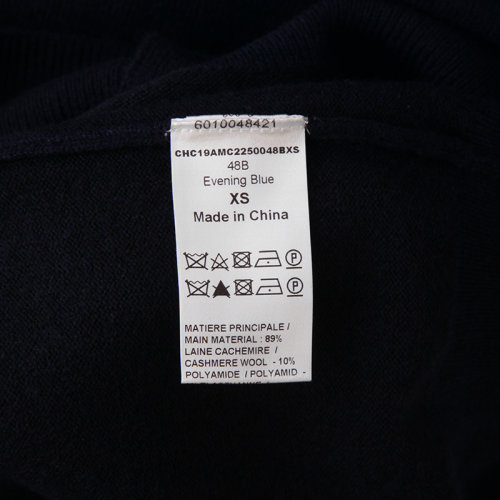 6010048421
CHC19AMC2250048BXS
48B
Evening Blue
XS
Made in China
MATIERE PRINCIPALE /
MAIN MATERIAL : 89%
LAINE CACHEMIRE /
CASHMERE WOOL - 10%
POLYAMIDE / POLYAMID -